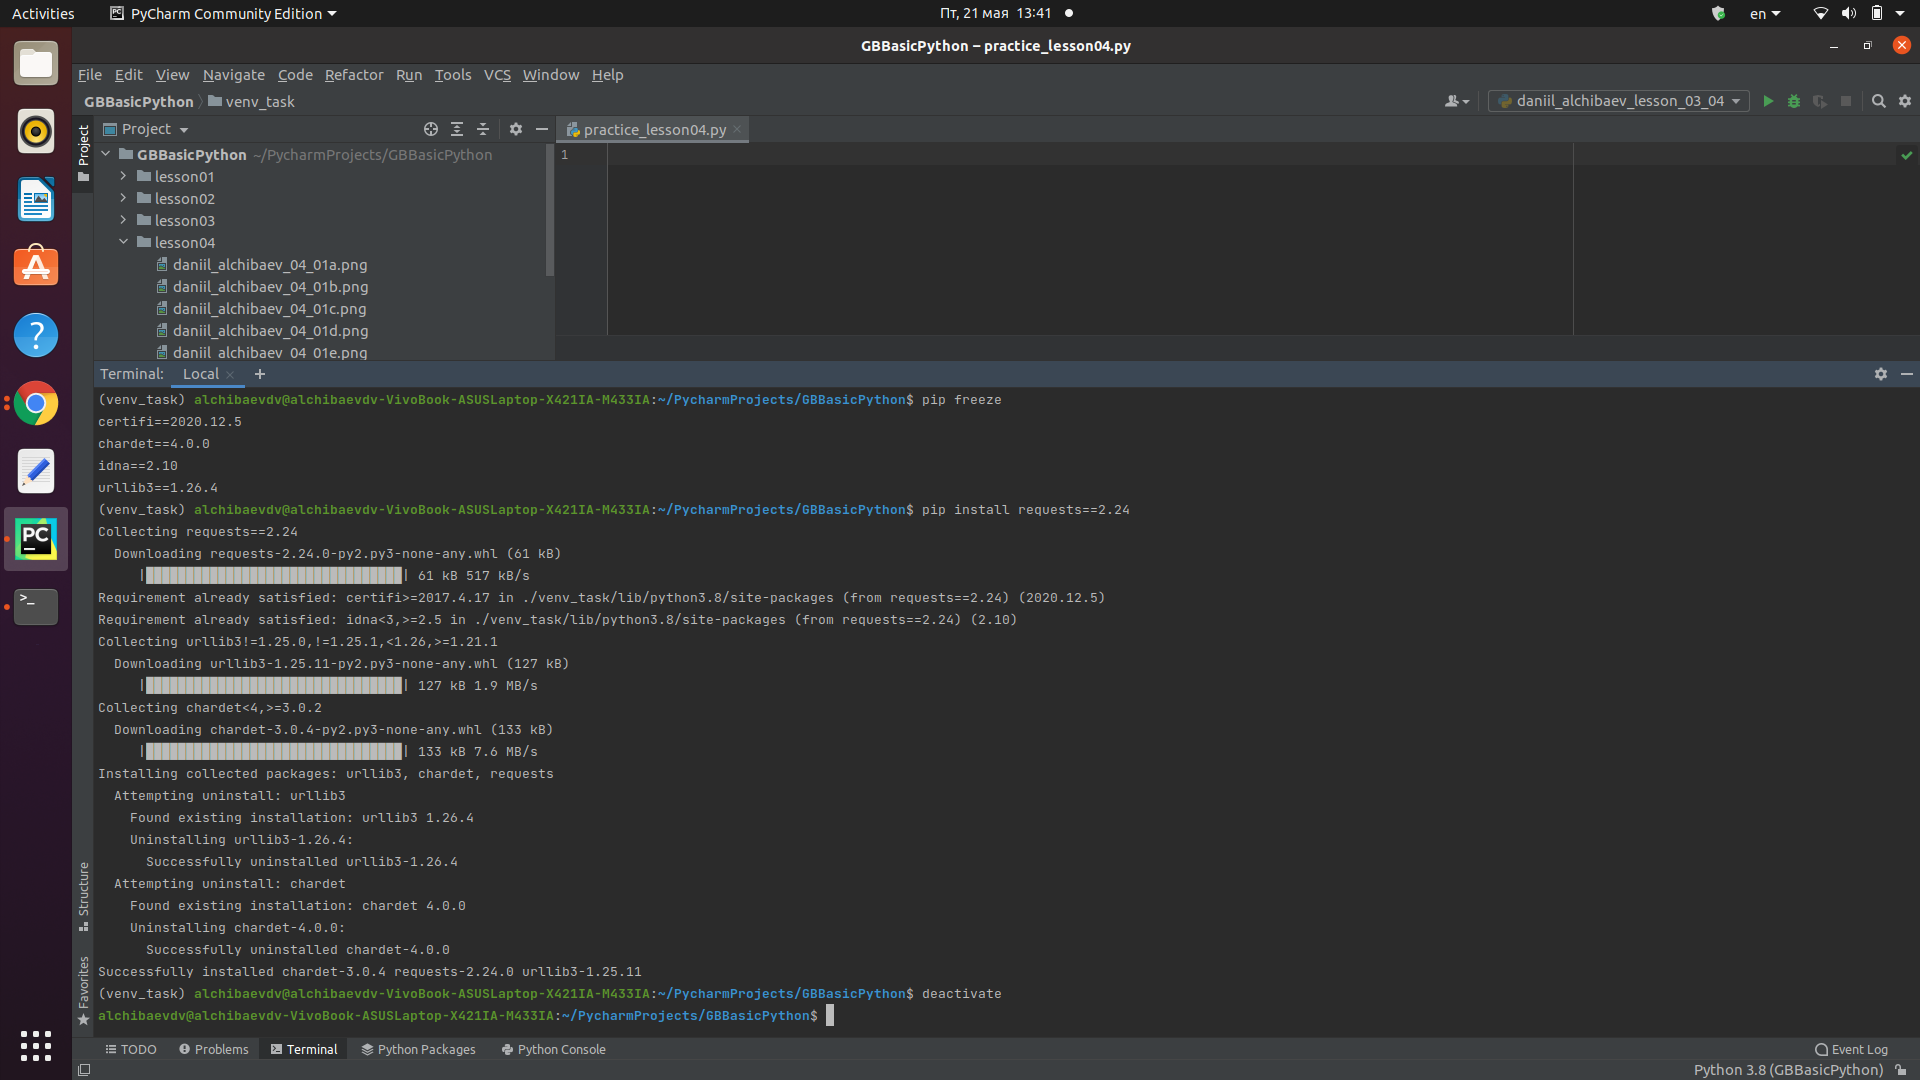 Activities PyCharm Community Edition Пт, 21 мая 13:41 en
GBBasicPython – practice_lesson04.py
File Edit View Navigate Code Refactor Run Tools VCS Window Help
GBBasicPython venv_task daniil_alchibaev_lesson_03_04
Project Project practice_lesson04.py
GBBasicPython ~/PycharmProjects/GBBasicPython 1
lesson01
lesson02
lesson03
lesson04
daniil_alchibaev_04_01a.png
daniil_alchibaev_04_01b.png
daniil_alchibaev_04_01c.png
daniil_alchibaev_04_01d.png
daniil_alchibaev_04_01e.png
Terminal: Local
(venv_task) alchibaevdv@alchibaevdv-VivoBook-ASUSLaptop-X421IA-M433IA:~/PycharmProjects/GBBasicPython$ pip freeze
certifi==2020.12.5
chardet==4.0.0
idna==2.10
urllib3==1.26.4
(venv_task) alchibaevdv@alchibaevdv-VivoBook-ASUSLaptop-X421IA-M433IA:~/PycharmProjects/GBBasicPython$ pip install requests==2.24
Collecting requests==2.24
Downloading requests-2.24.0-py2.py3-none-any.whl (61 kB)
| | 61 kB 517 kB/s
Requirement already satisfied: certifi>=2017.4.17 in ./venv_task/lib/python3.8/site-packages (from requests==2.24) (2020.12.5)
Requirement already satisfied: idna<3,>=2.5 in ./venv_task/lib/python3.8/site-packages (from requests==2.24) (2.10)
Collecting urllib3!=1.25.0,!=1.25.1,<1.26,>=1.21.1
Downloading urllib3-1.25.11-py2.py3-none-any.whl (127 kB)
| | 127 kB 1.9 MB/s
Collecting chardet<4,>=3.0.2
Downloading chardet-3.0.4-py2.py3-none-any.whl (133 kB)
| | 133 kB 7.6 MB/s
Installing collected packages: urllib3, chardet, requests
Attempting uninstall: urllib3
Found existing installation: urllib3 1.26.4
Uninstalling urllib3-1.26.4:
Successfully uninstalled urllib3-1.26.4
Attempting uninstall: chardet
Found existing installation: chardet 4.0.0
Uninstalling chardet-4.0.0:
Successfully uninstalled chardet-4.0.0
Successfully installed chardet-3.0.4 requests-2.24.0 urllib3-1.25.11
(venv_task) alchibaevdv@alchibaevdv-VivoBook-ASUSLaptop-X421IA-M433IA:~/PycharmProjects/GBBasicPython$ deactivate
alchibaevdv@alchibaevdv-VivoBook-ASUSLaptop-X421IA-M433IA:~/PycharmProjects/GBBasicPython$
Structure
Favorites
TODO Problems Terminal Python Packages Python Console Event Log
Python 3.8 (GBBasicPython)
PC